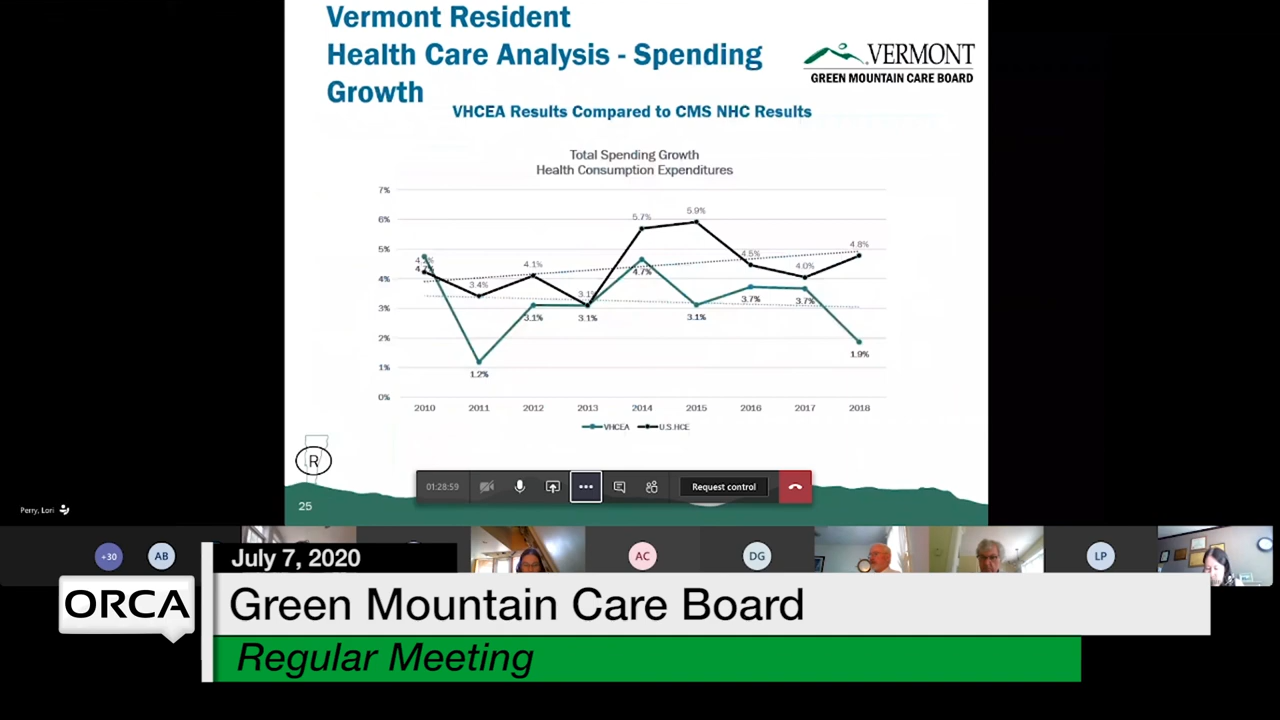 Vermont Resident
Health Care Analysis - Spending
Growth
VERMONT
GREEN MOUNTAIN CARE BOARD
VHCEA Results Compared to CMS NHC Results
Total Spending Growth
Health Consumption Expenditures
7%
6%
5%
4%
3%
2%
1%
0%
4.1%
3.4%
3.1%
5.7%
5.9%
4.5%
4.0%
4.8%
1.2%
3.1%
3.1%
4.7%
3.1%
3.7%
3.7%
1.9%
2010 2011 2012 2013 2014 2015 2016 2017 2018
VHCEA U.S.HCE
R
25
01:28:59
Request control
Perry, Lori
+30 AB AC DG LP
July 7, 2020
ORCA
Green Mountain Care Board
Regular Meeting